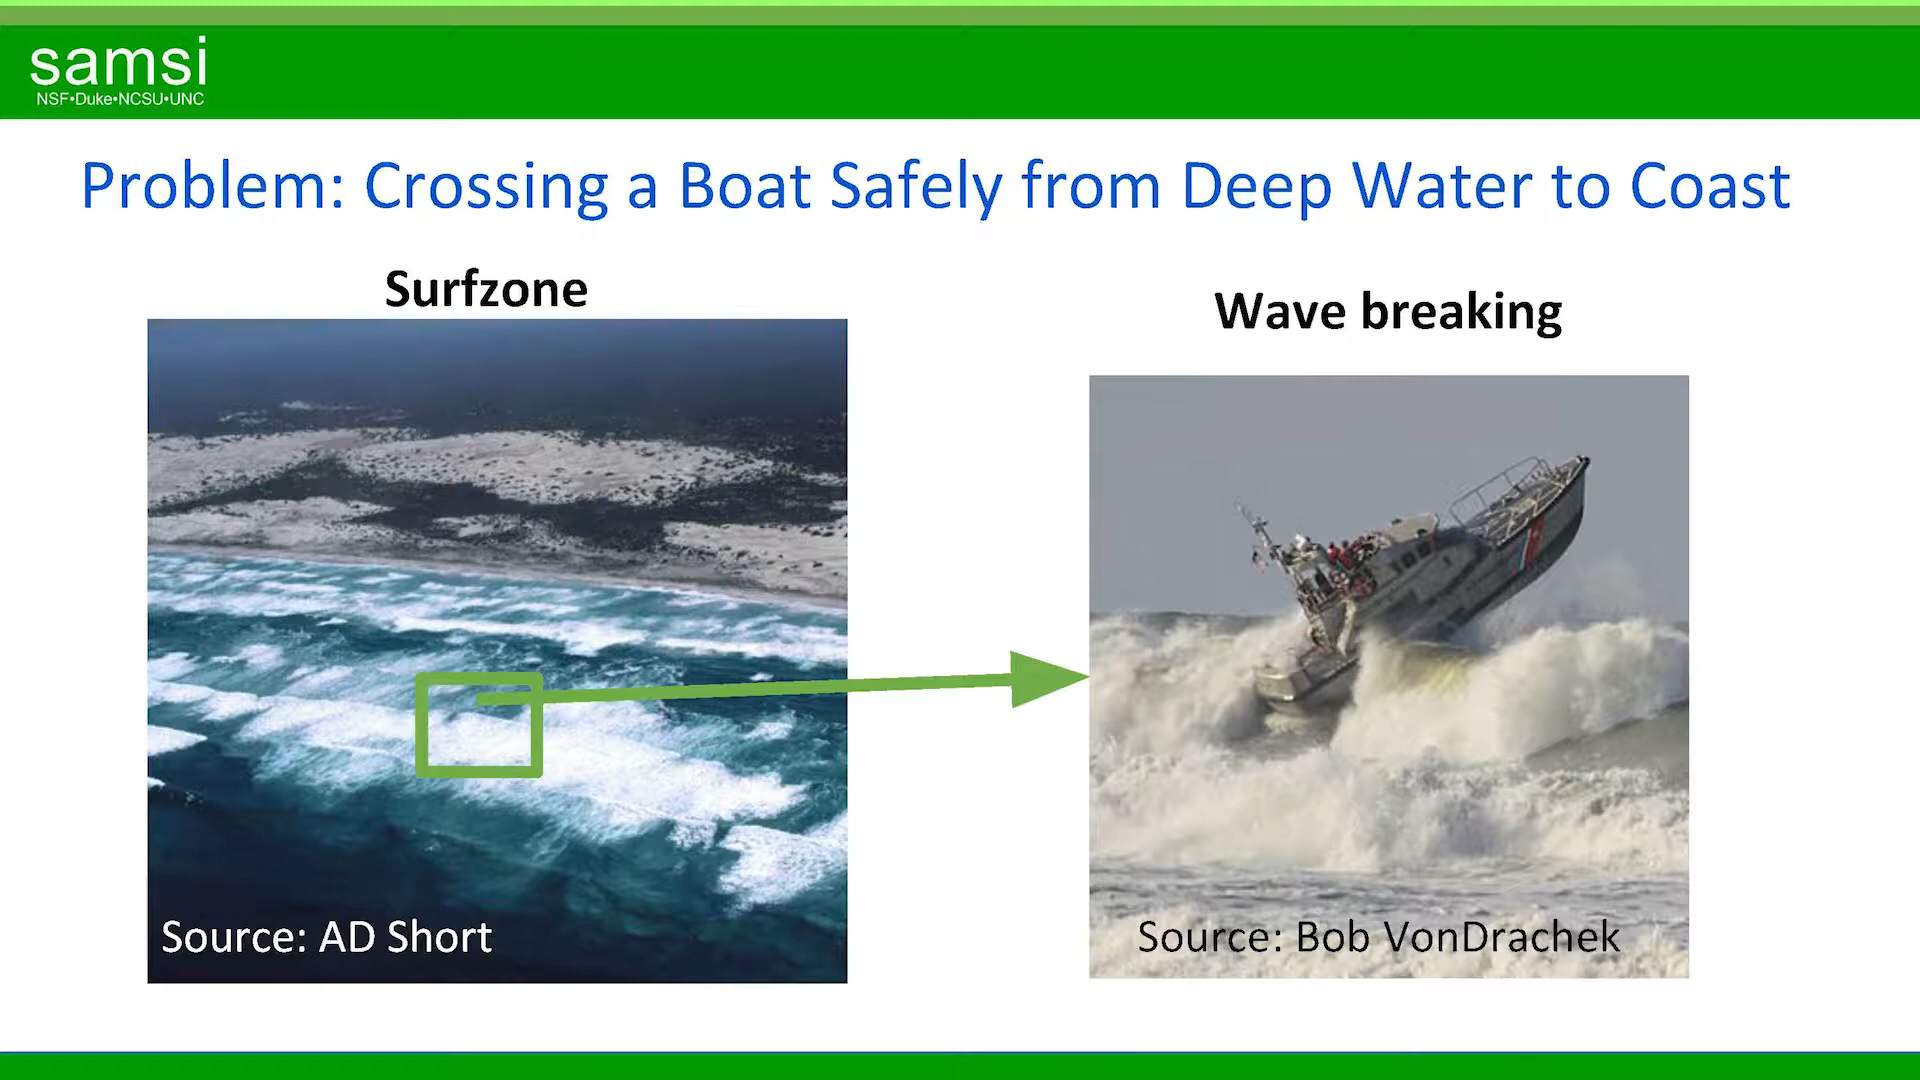 samsi
NSF•Duke•NCSU•UNC
Problem: Crossing a Boat Safely from Deep Water to Coast
Surfzone
Wave breaking
Source: AD Short
Source: Bob VonDrachek